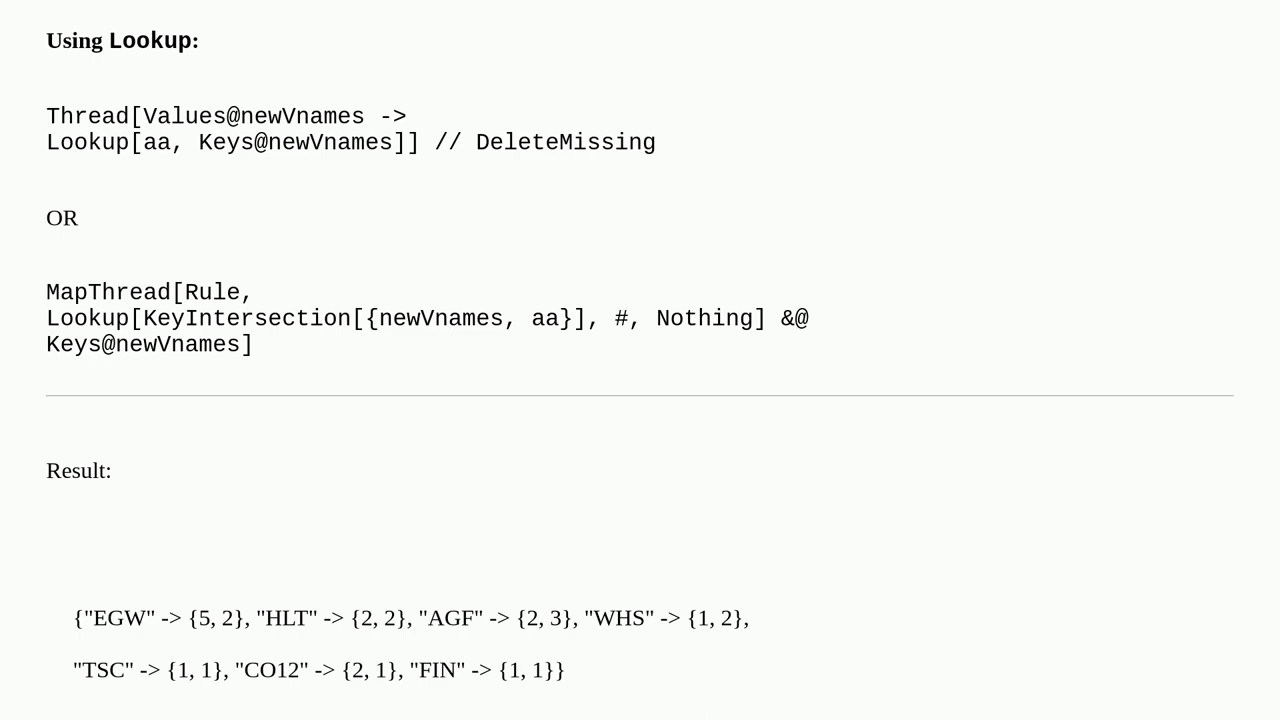 Using Lookup:
Thread[Values@newVnames ->
Lookup[aa, Keys@newVnames]] // DeleteMissing
OR
MapThread[Rule,
Lookup[KeyIntersection[{newVnames, aa}], #, Nothing] &@
Keys@newVnames]
Result:
{"EGW" -> {5, 2}, "HLT" -> {2, 2}, "AGF" -> {2, 3}, "WHS" -> {1, 2},
"TSC" -> {1, 1}, "CO12" -> {2, 1}, "FIN" -> {1, 1}}